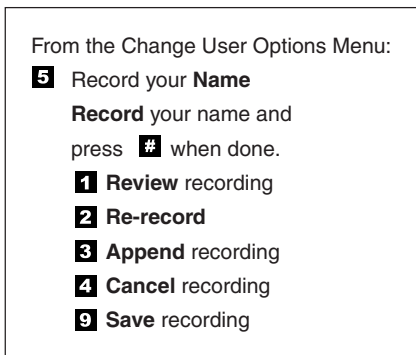 From the Change User Options Menu:
5 Record your Name
Record your name and
press # when done.
1 Review recording
2 Re-record
3 Append recording
4 Cancel recording
9 Save recording